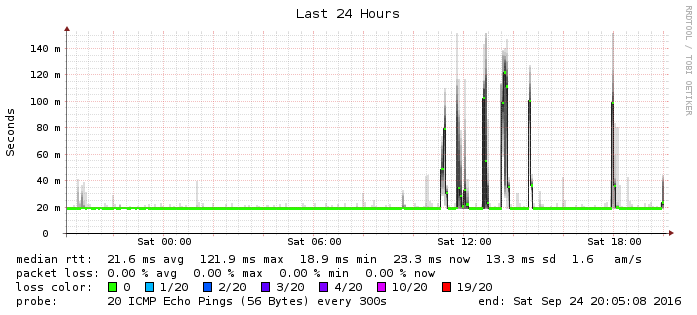 Last 24 Hours
RRDTOOL / TOBI OETIKER
Seconds
140 m
120 m
100 m
80 m
60 m
40 m
20 m
0
Sat 00:00 Sat 06:00 Sat 12:00 Sat 18:00
median rtt: 21.6 ms avg 121.9 ms max 18.9 ms min 23.3 ms now 13.3 ms sd 1.6 am/s
packet loss: 0.00 % avg 0.00 % max 0.00 % min 0.00 % now
loss color: 0 1/20 2/20 3/20 4/20 10/20 19/20
probe: 20 ICMP Echo Pings (56 Bytes) every 300s end: Sat Sep 24 20:05:08 2016